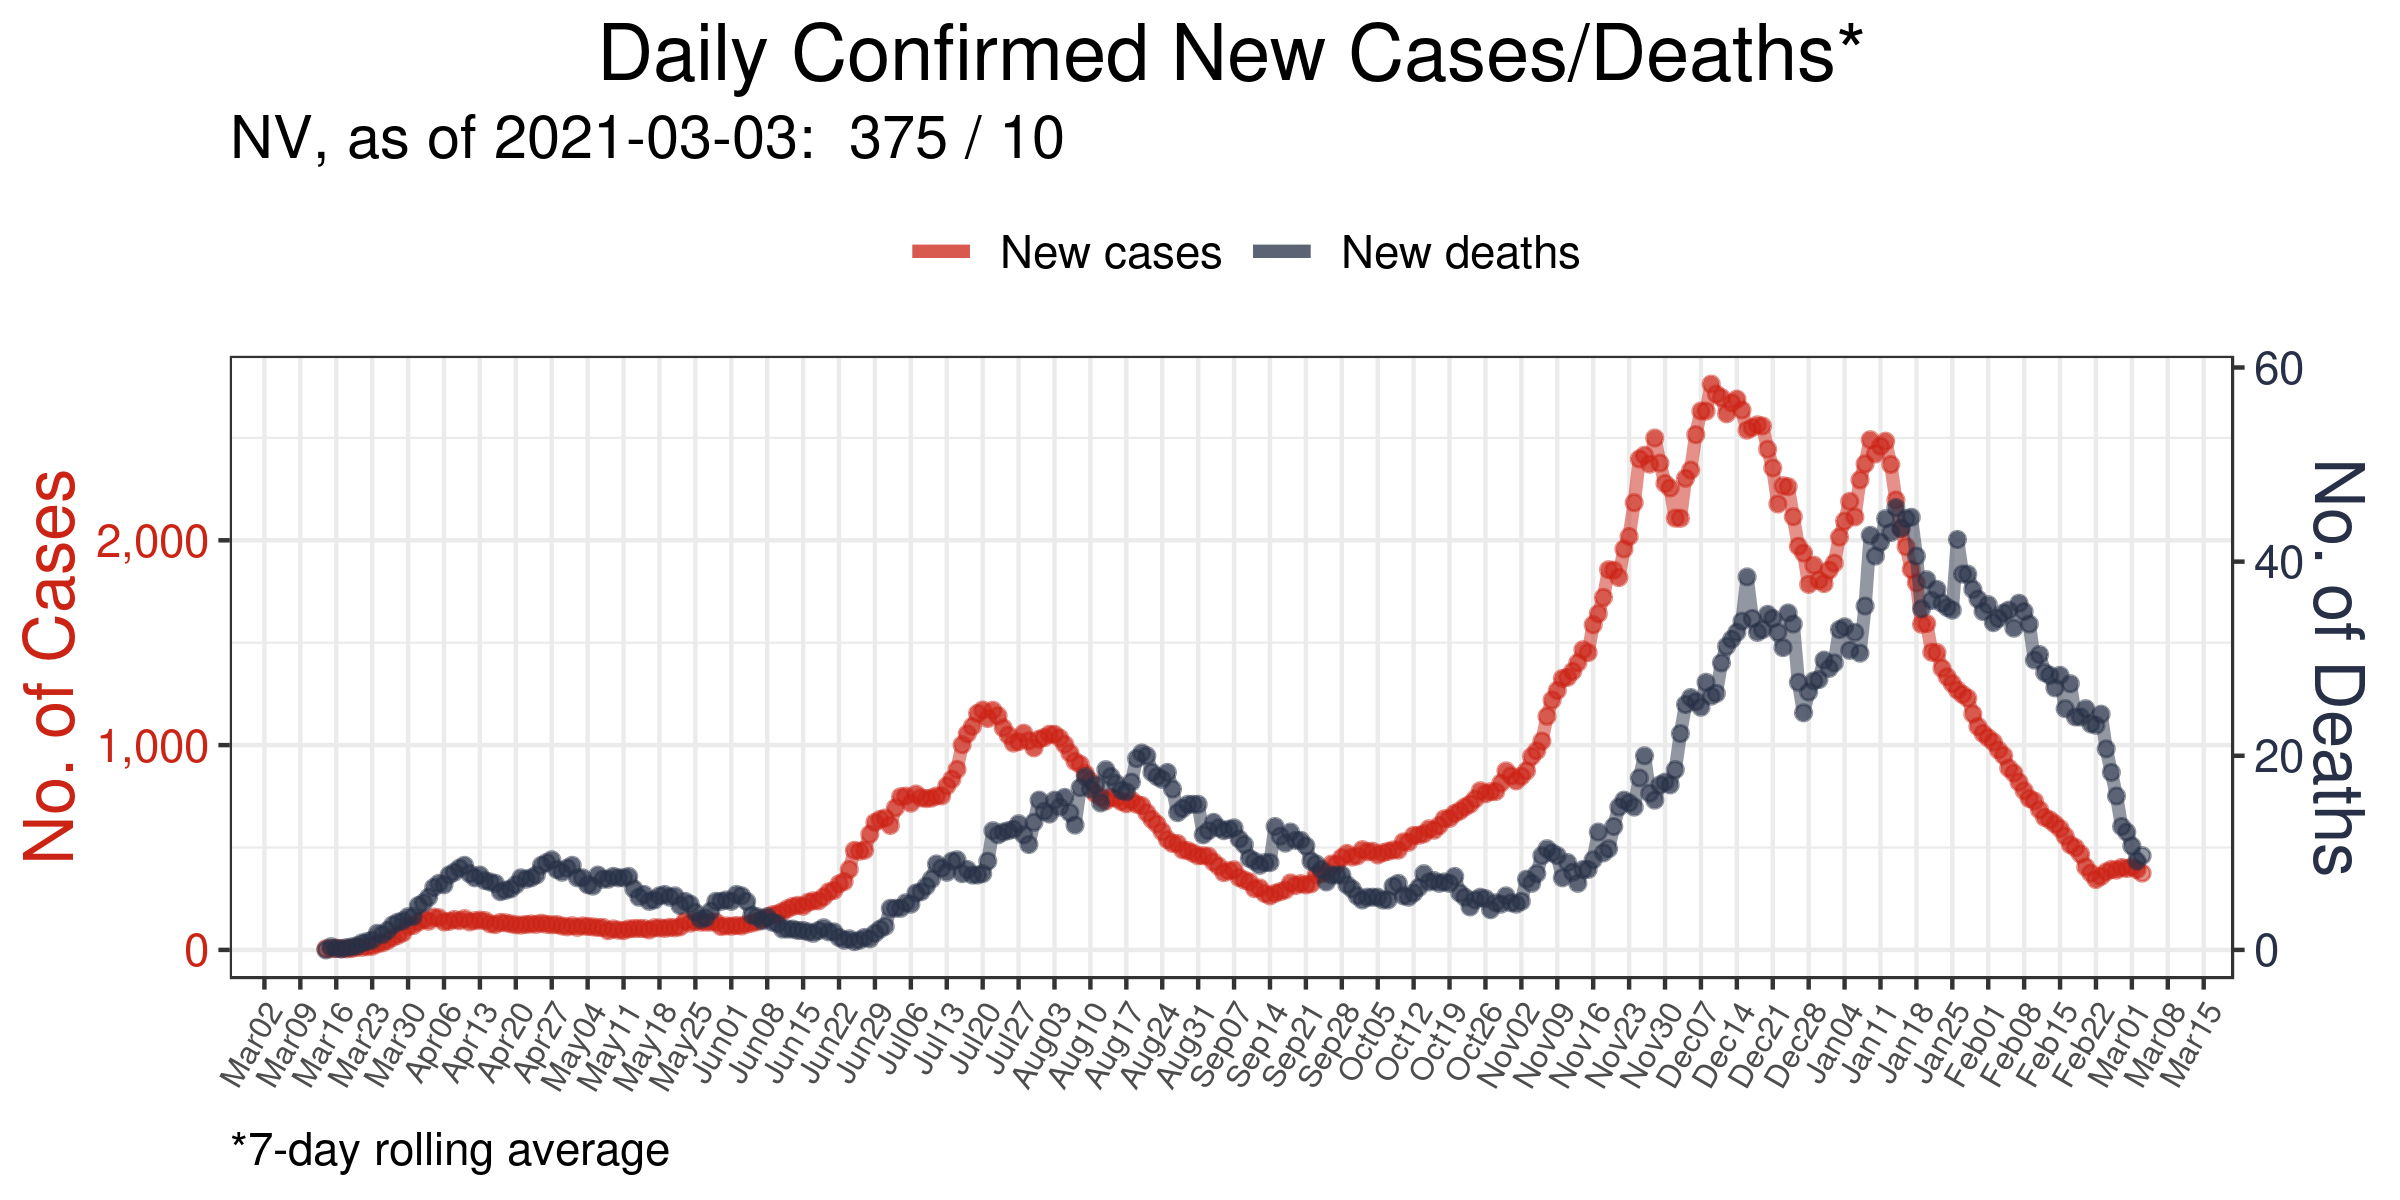 Daily Confirmed New Cases/Deaths*
NV, as of 2021-03-03:  375 / 10
New cases
New deaths
No. of Cases
2,000
1,000
0
60
40
20
0
No. of Deaths
Mar02
Mar09
Mar16
Mar23
Mar30
Apr06
Apr13
Apr20
Apr27
May04
May11
May18
May25
Jun01
Jun08
Jun15
Jun22
Jun29
Jul06
Jul13
Jul20
Jul27
Aug03
Aug10
Aug17
Aug24
Aug31
Sep07
Sep14
Sep21
Sep28
Oct05
Oct12
Oct19
Oct26
Nov02
Nov09
Nov16
Nov23
Nov30
Dec07
Dec14
Dec21
Dec28
Jan04
Jan11
Jan18
Jan25
Feb01
Feb08
Feb15
Feb22
Mar01
Mar08
Mar15
*7-day rolling average